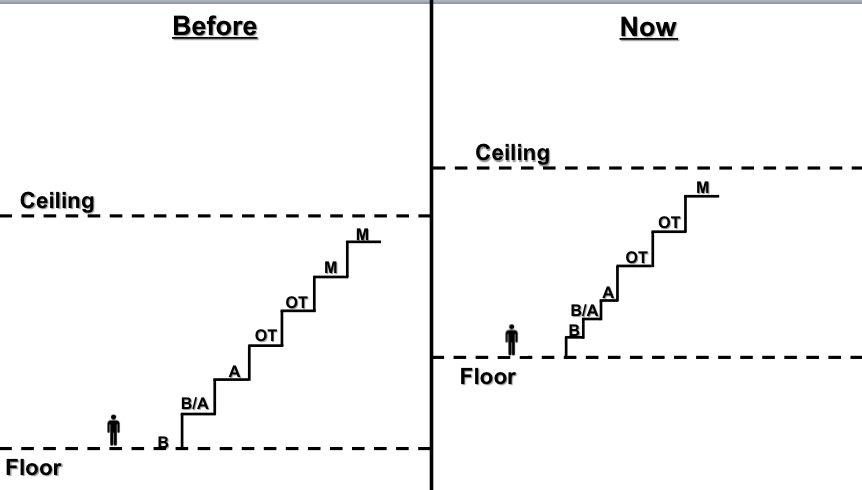 Before
Ceiling
M
M
OT
OT
A
B/A
B
Floor
Now
Ceiling
M
OT
OT
A
B/A
B
Floor